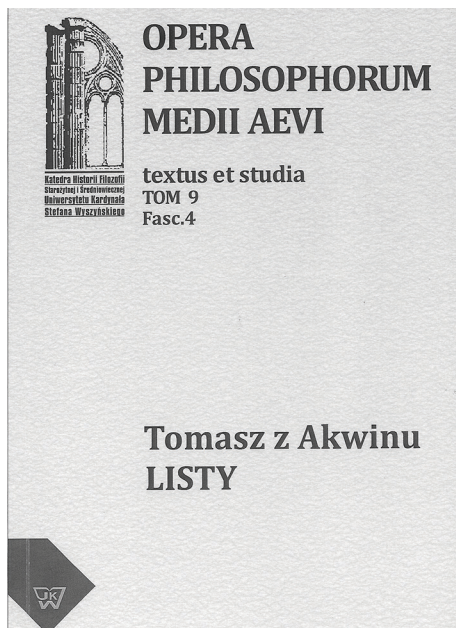 OPERA
PHILOSOPHORUM
MEDII AEVI
Katedra Historii Filozofii
Starożytnej i Średniowiecznej
Uniwersytetu Kardynała
Stefana Wyszyńskiego
textus et studia
TOM 9
Fasc.4
Tomasz z Akwinu
LISTY
UKSW